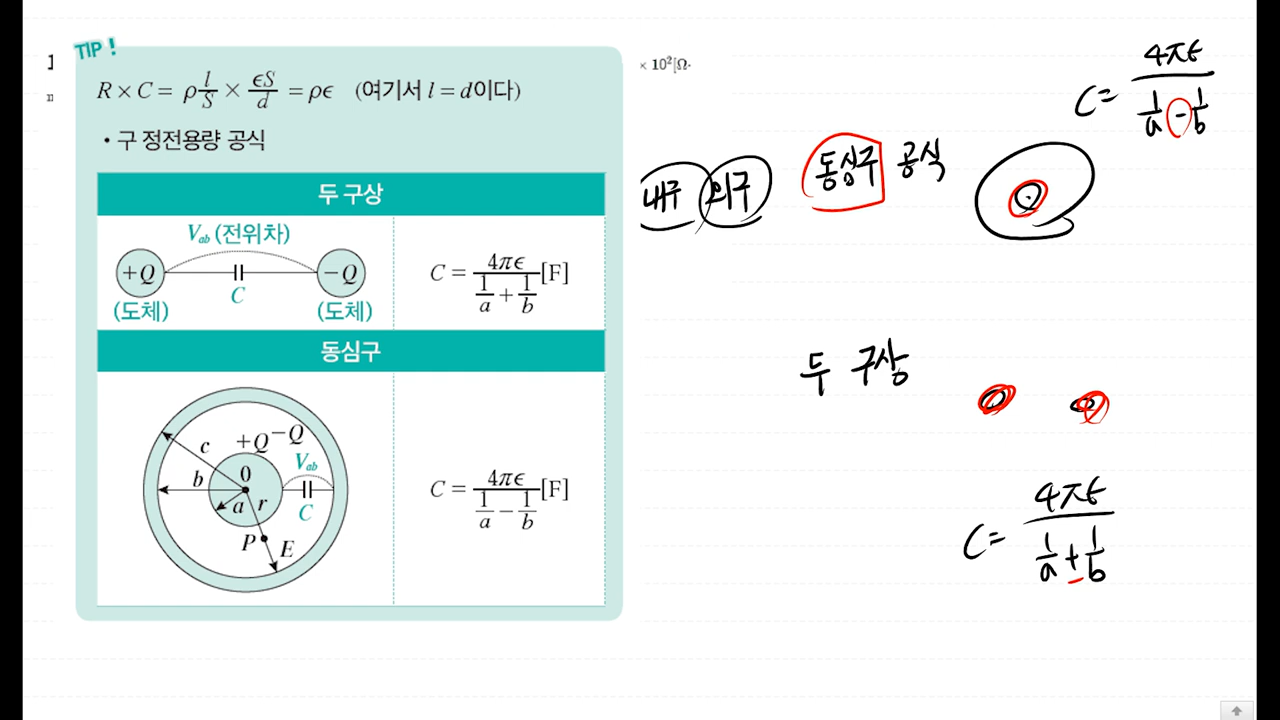 TIP !
1
× 10²[Ω·
R × C = ρ l/S × ϵS/d = ρϵ (여기서 l = d이다)
• 구 정전용량 공식
두 구상
V_ab (전위차)
+Q
−Q
C
(도체)
(도체)
C = 4πϵ / (1/a + 1/b) [F]
동심구
c
+Q −Q
V_ab
b
0
a
r
C
P
E
C = 4πϵ / (1/a − 1/b) [F]
C = 4πε / (1/a − 1/b)
내구 외구 동심구 공식
두 구상
C = 4πε / (1/a + 1/b)